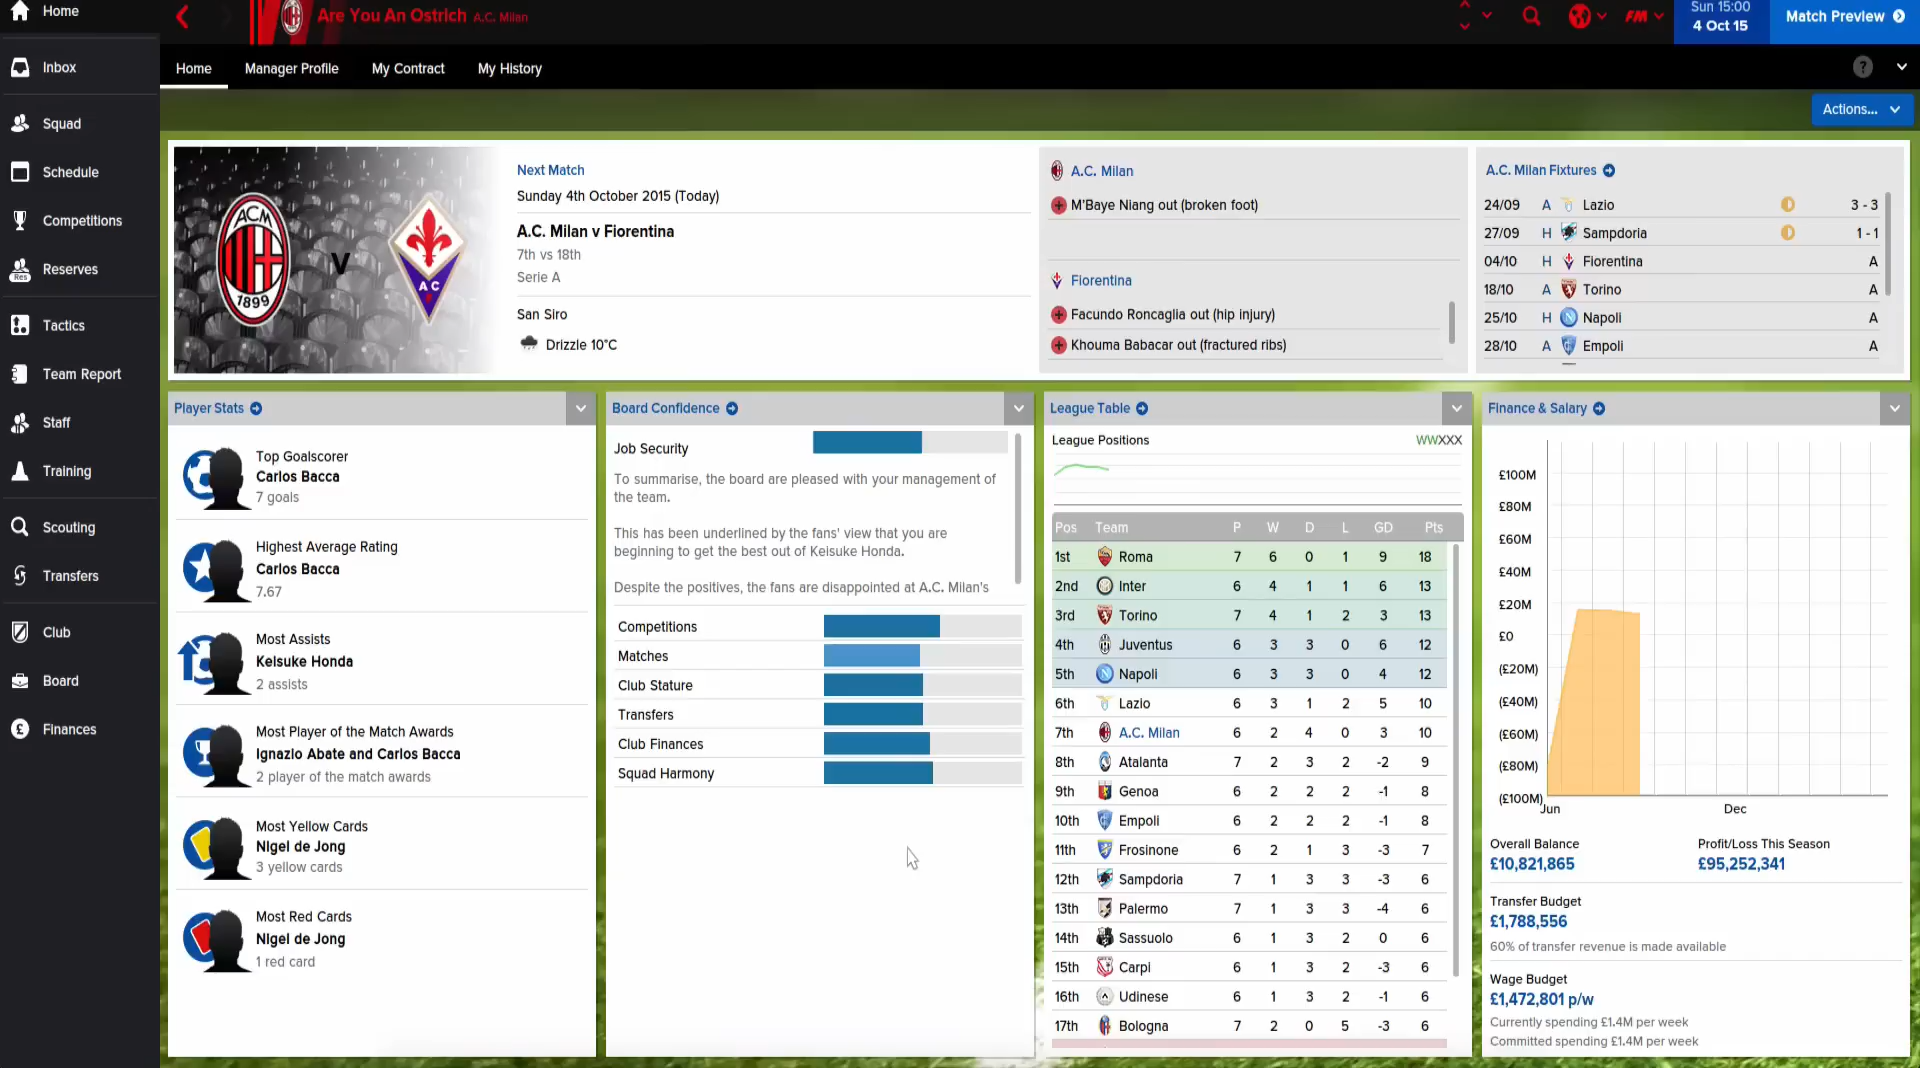 Home
Inbox
Squad
Schedule
Competitions
Res
Reserves
Tactics
Team Report
Staff
Training
Scouting
Transfers
Club
Board
£ Finances
Are You An Ostrich A.C. Milan
FM
Sun 15:00
4 Oct 15
Match Preview
Home Manager Profile My Contract My History
?
Actions...
ACM
1899
V
A C
Next Match
Sunday 4th October 2015 (Today)
A.C. Milan v Fiorentina
7th vs 18th
Serie A
San Siro
Drizzle 10°C
A.C. Milan
M'Baye Niang out (broken foot)
Fiorentina
Facundo Roncaglia out (hip injury)
Khouma Babacar out (fractured ribs)
A.C. Milan Fixtures
24/09 A Lazio 3 - 3
27/09 H Sampdoria 1 - 1
04/10 H Fiorentina A
18/10 A Torino A
25/10 H Napoli A
28/10 A Empoli A
Player Stats
Top Goalscorer
Carlos Bacca
7 goals
Highest Average Rating
Carlos Bacca
7.67
Most Assists
Keisuke Honda
2 assists
Most Player of the Match Awards
Ignazio Abate and Carlos Bacca
2 player of the match awards
Most Yellow Cards
Nigel de Jong
3 yellow cards
Most Red Cards
Nigel de Jong
1 red card
Board Confidence
Job Security
To summarise, the board are pleased with your management of
the team.
This has been underlined by the fans' view that you are
beginning to get the best out of Keisuke Honda.
Despite the positives, the fans are disappointed at A.C. Milan's
Competitions
Matches
Club Stature
Transfers
Club Finances
Squad Harmony
League Table
League Positions WWXXX
Pos Team P W D L GD Pts
1st Roma 7 6 0 1 9 18
2nd Inter 6 4 1 1 6 13
3rd Torino 7 4 1 2 3 13
4th Juventus 6 3 3 0 6 12
5th Napoli 6 3 3 0 4 12
6th Lazio 6 3 1 2 5 10
7th A.C. Milan 6 2 4 0 3 10
8th Atalanta 7 2 3 2 -2 9
9th Genoa 6 2 2 2 -1 8
10th Empoli 6 2 2 2 -1 8
11th Frosinone 6 2 1 3 -3 7
12th Sampdoria 7 1 3 3 -3 6
13th Palermo 7 1 3 3 -4 6
14th Sassuolo 6 1 3 2 0 6
15th Carpi 6 1 3 2 -3 6
16th Udinese 6 1 3 2 -1 6
17th Bologna 7 2 0 5 -3 6
Finance & Salary
£100M
£80M
£60M
£40M
£20M
£0
(£20M)
(£40M)
(£60M)
(£80M)
(£100M)
Jun Dec
Overall Balance
£10,821,865
Profit/Loss This Season
£95,252,341
Transfer Budget
£1,788,556
60% of transfer revenue is made available
Wage Budget
£1,472,801 p/w
Currently spending £1.4M per week
Committed spending £1.4M per week